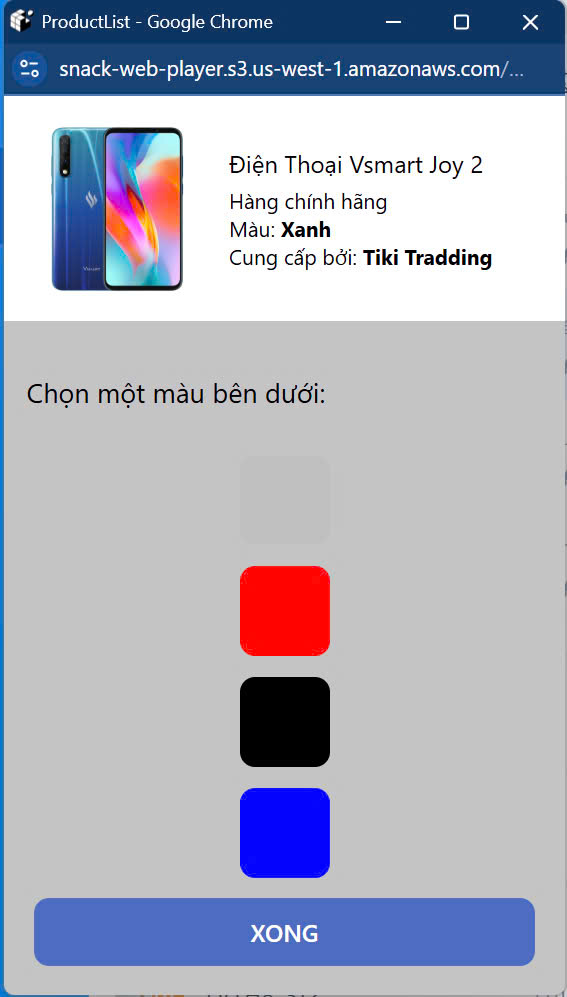 ProductList - Google Chrome
snack-web-player.s3.us-west-1.amazonaws.com/...
Điện Thoại Vsmart Joy 2
Hàng chính hãng
Màu: Xanh
Cung cấp bởi: Tiki Tradding
Chọn một màu bên dưới:
XONG